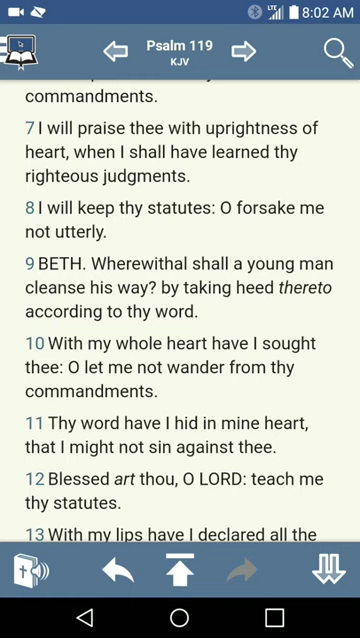 LTE 8:02 AM
Psalm 119
KJV
commandments.
7 I will praise thee with uprightness of
heart, when I shall have learned thy
righteous judgments.
8 I will keep thy statutes: O forsake me
not utterly.
9 BETH. Wherewithal shall a young man
cleanse his way? by taking heed thereto
according to thy word.
10 With my whole heart have I sought
thee: O let me not wander from thy
commandments.
11 Thy word have I hid in mine heart,
that I might not sin against thee.
12 Blessed art thou, O LORD: teach me
thy statutes.
13 With my lips have I declared all the